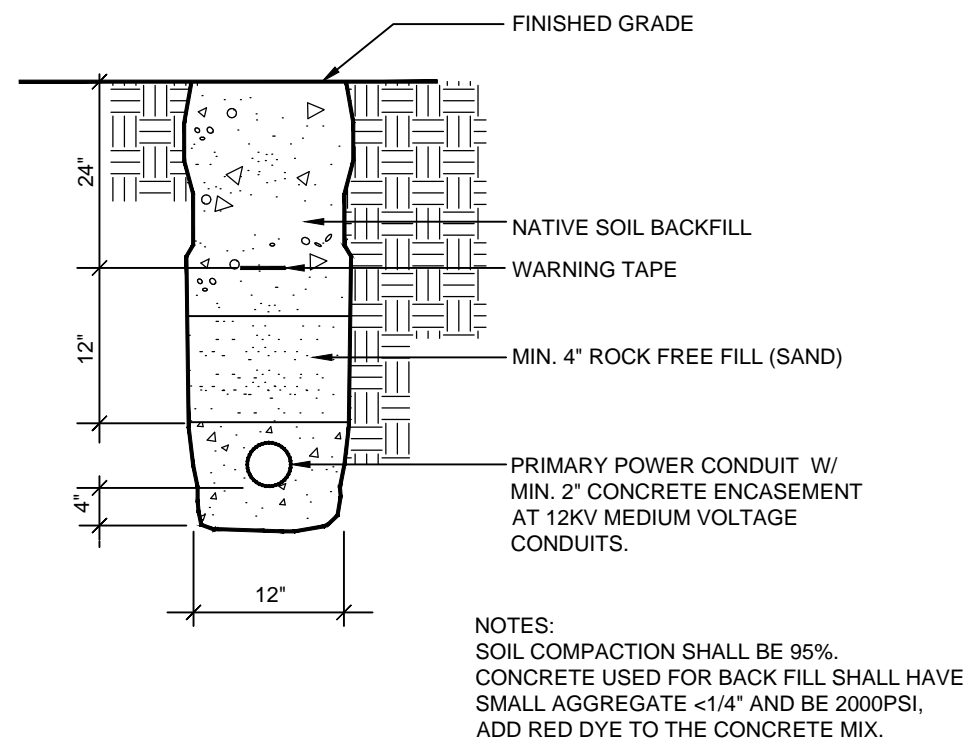 FINISHED GRADE
24"
NATIVE SOIL BACKFILL
WARNING TAPE
12"
MIN. 4" ROCK FREE FILL (SAND)
PRIMARY POWER CONDUIT W/
MIN. 2" CONCRETE ENCASEMENT
AT 12KV MEDIUM VOLTAGE
CONDUITS.
4"
12"
NOTES:
SOIL COMPACTION SHALL BE 95%.
CONCRETE USED FOR BACK FILL SHALL HAVE
SMALL AGGREGATE <1/4" AND BE 2000PSI,
ADD RED DYE TO THE CONCRETE MIX.